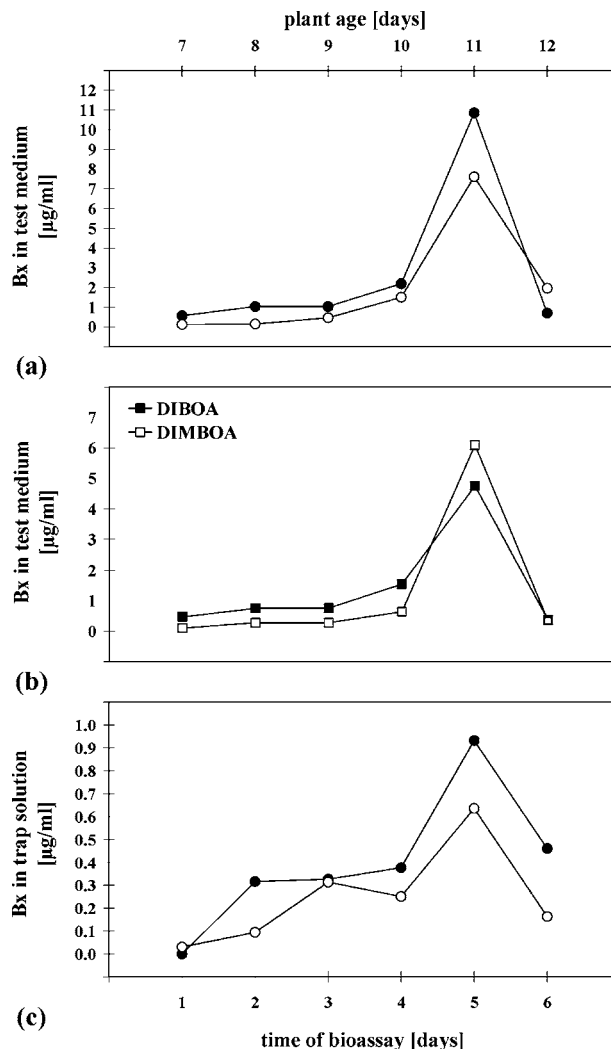 plant age [days]
7 8 9 10 11 12
Bx in test medium
[µg/ml]
12
11
10
9
8
7
6
5
4
3
2
1
0
(a)
Bx in test medium
[µg/ml]
7
6
5
4
3
2
1
0
DIBOA
DIMBOA
(b)
Bx in trap solution
[µg/ml]
1.0
0.9
0.8
0.7
0.6
0.5
0.4
0.3
0.2
0.1
0.0
(c)
1 2 3 4 5 6
time of bioassay [days]